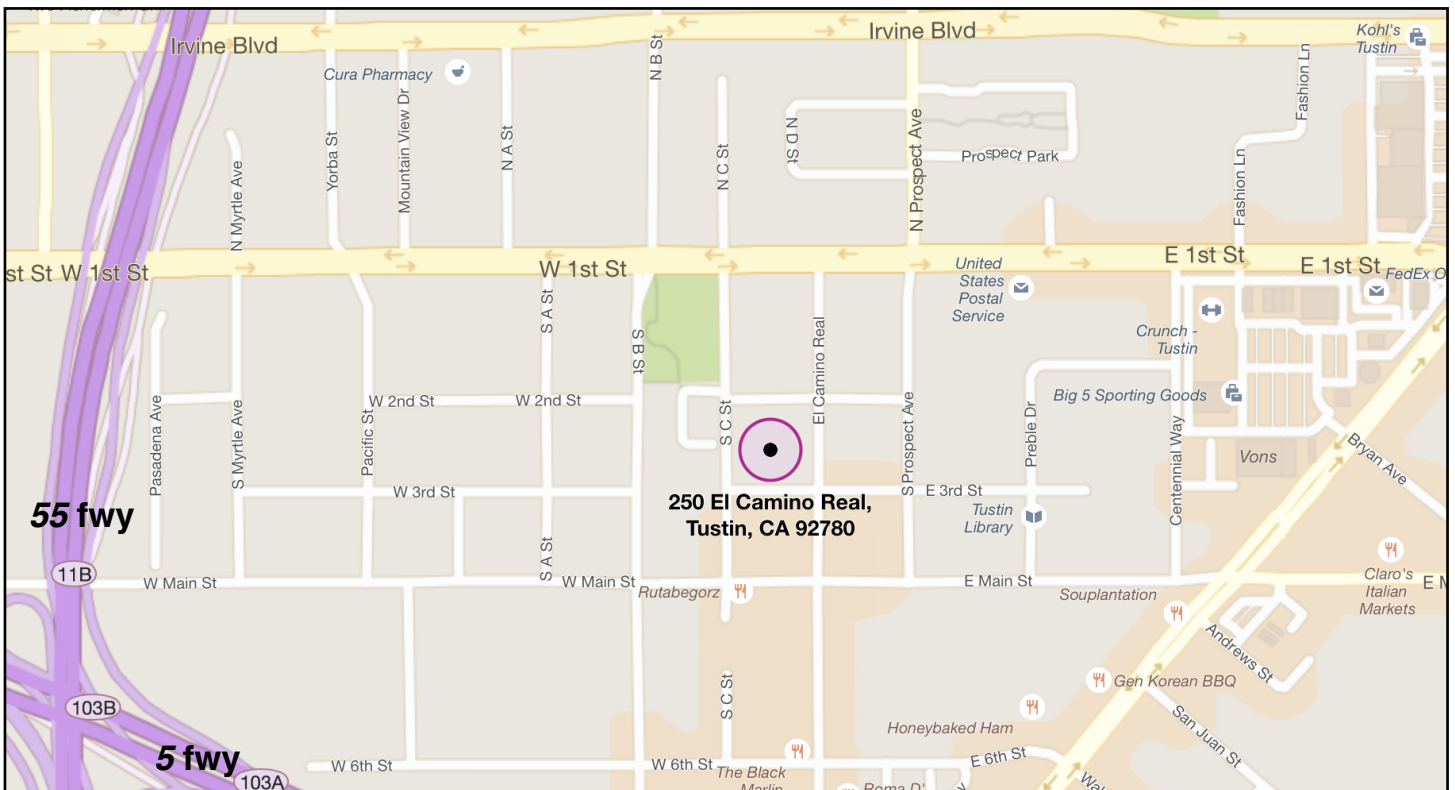 Irvine Blvd
Irvine Blvd
Kohl's
Tustin
Cura Pharmacy
N B St
Fashion Ln
Mountain View Dr
Yorba St
N A St
N C St
N D St
N Prospect Ave
Prospect Park
Fashion Ln
N Myrtle Ave
st St
W 1st St
W 1st St
E 1st St
E 1st St
FedEx O
United
States
Postal
Service
S A St
S B St
El Camino Real
Crunch -
Tustin
Big 5 Sporting Goods
W 2nd St
W 2nd St
Pasadena Ave
S Myrtle Ave
Pacific St
S C St
S Prospect Ave
Preble Dr
Centennial Way
Vons
Bryan Ave
W 3rd St
E 3rd St
250 El Camino Real,
Tustin, CA 92780
Tustin
Library
55 fwy
S A St
11B
W Main St
W Main St
E Main St
E M
Rutabegorz
Souplantation
Claro's
Italian
Markets
Andrews St
S C St
Gen Korean BBQ
103B
Honeybaked Ham
San Juan St
5 fwy
103A
W 6th St
W 6th St
E 6th St
The Black
Marlin
Roma D'
Wal